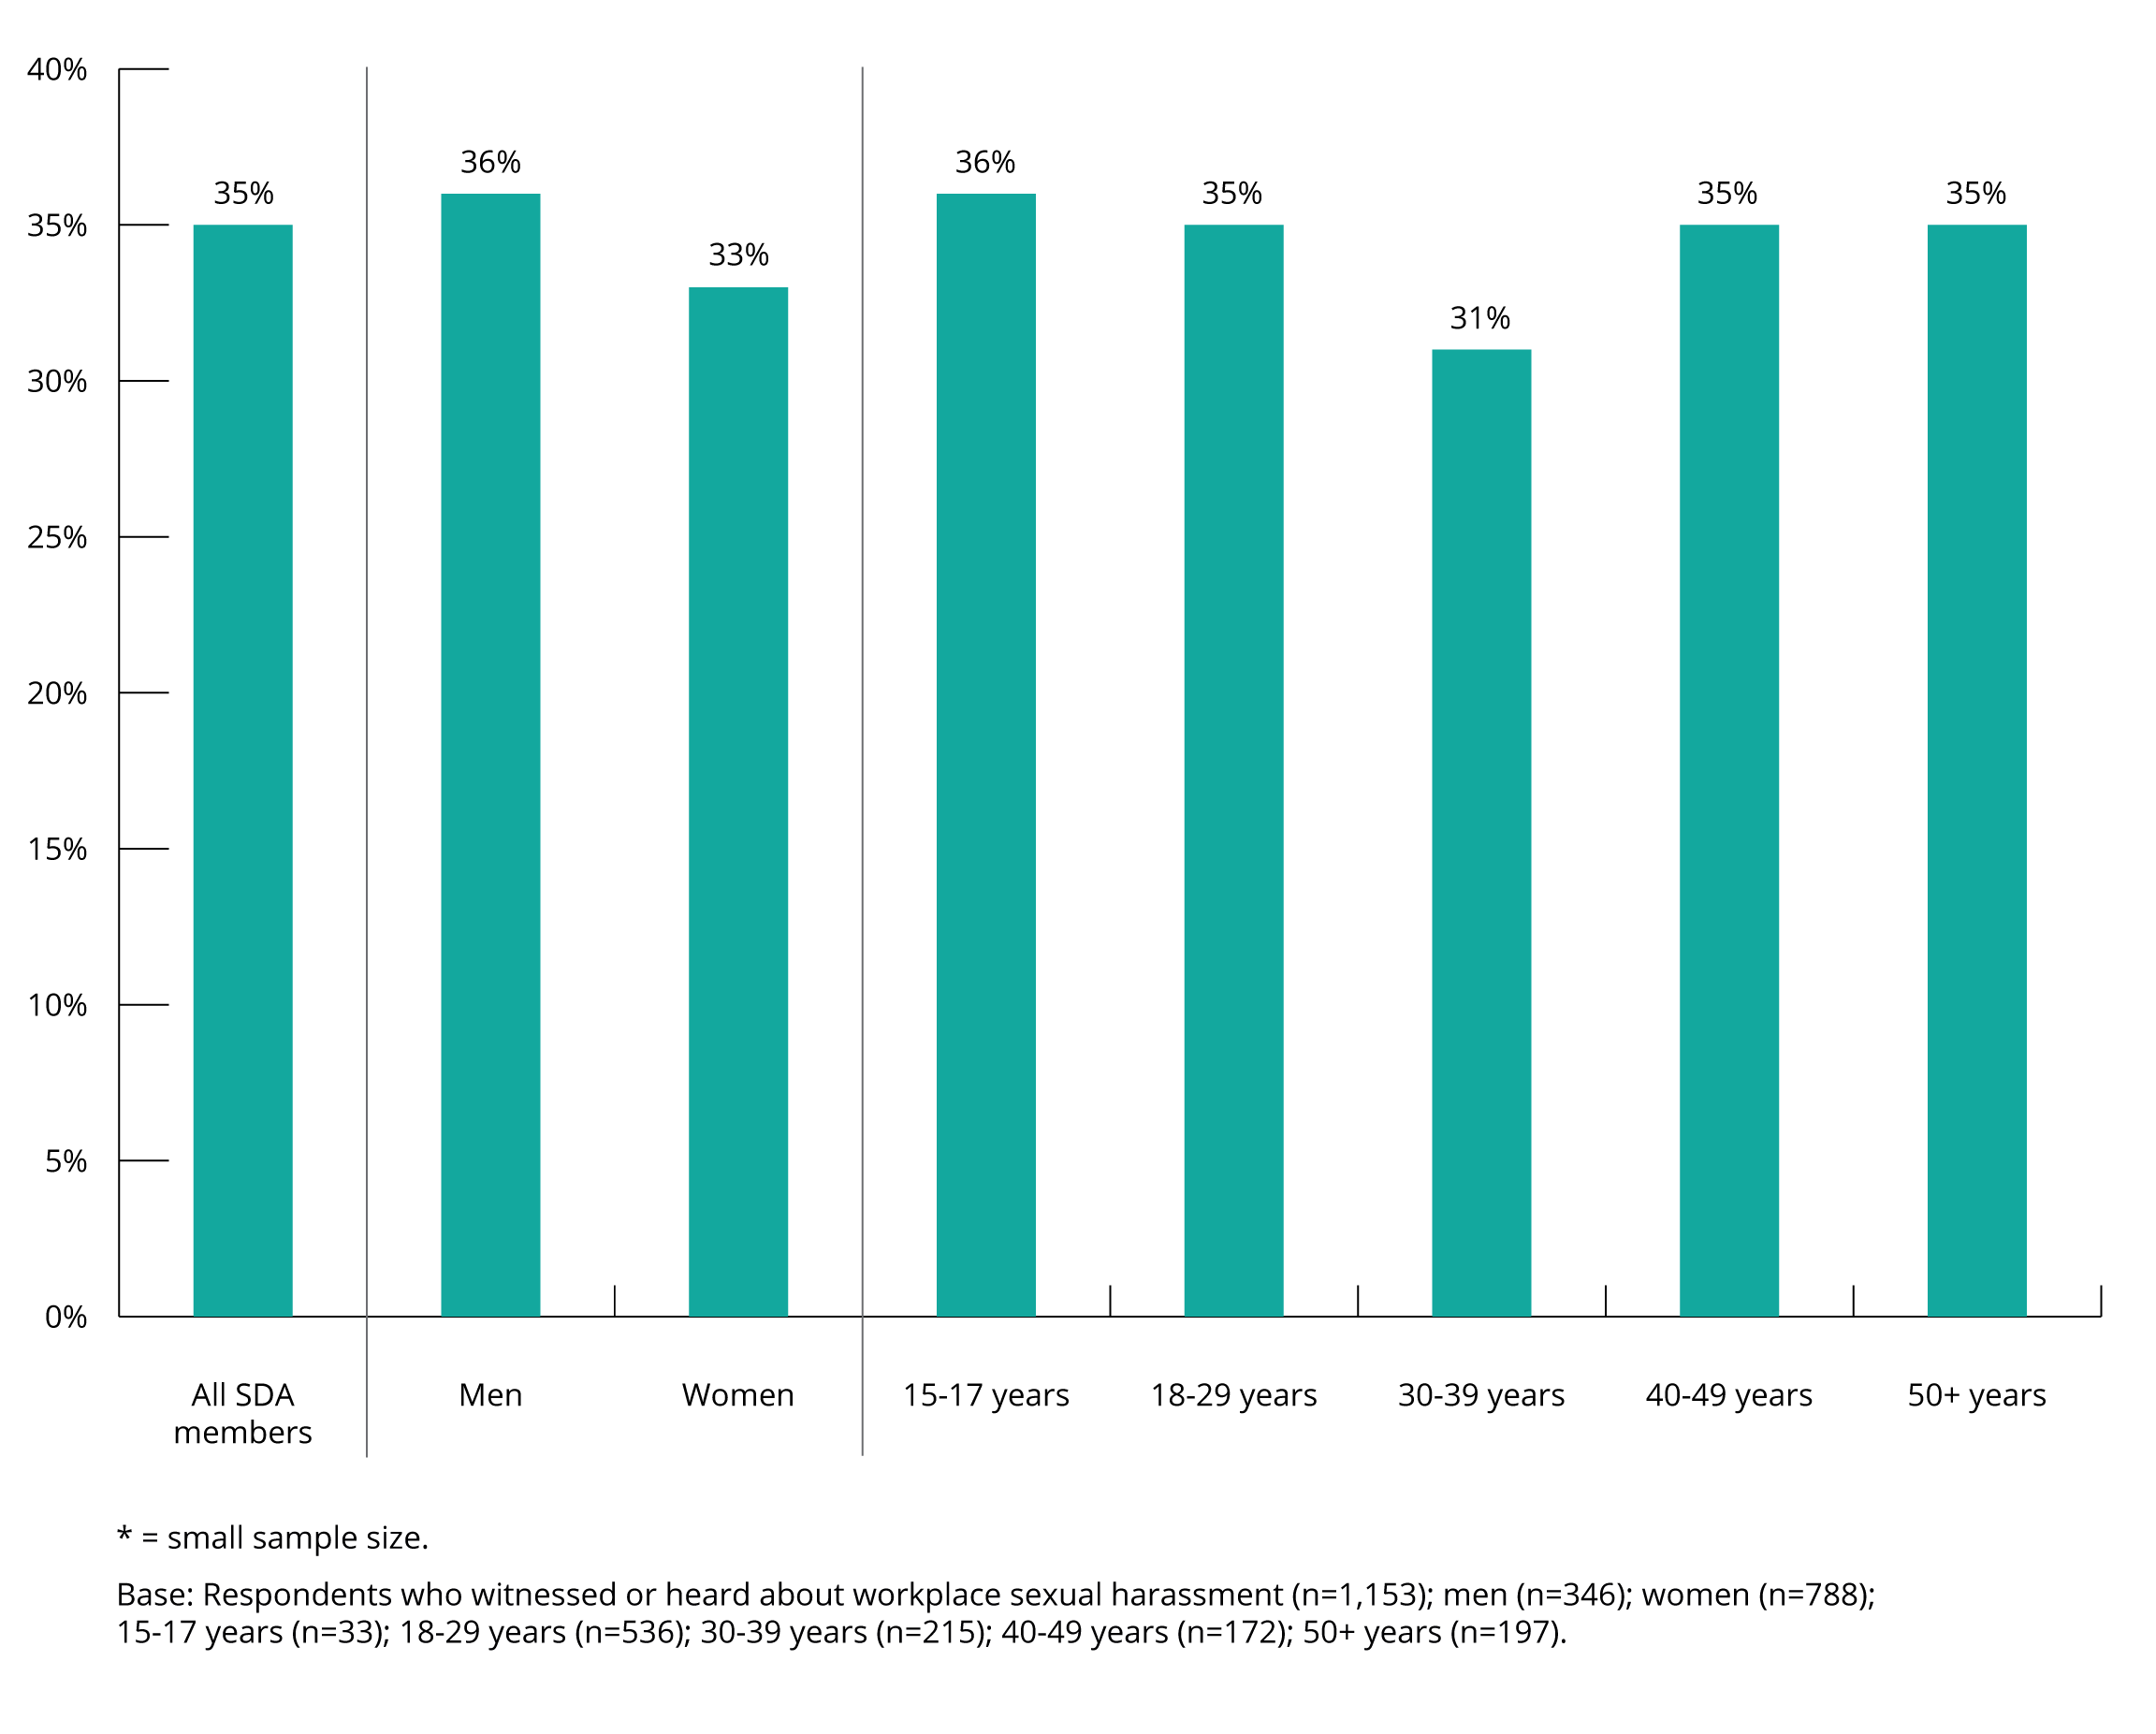 40%
35%
30%
25%
20%
15%
10%
5%
0%
35%
36%
33%
36%
35%
31%
35%
35%
All SDA
members
Men
Women
15-17 years
18-29 years
30-39 years
40-49 years
50+ years
* = small sample size.
Base: Respondents who witnessed or heard about workplace sexual harassment (n=1,153); men (n=346); women (n=788);
15-17 years (n=33); 18-29 years (n=536); 30-39 years (n=215); 40-49 years (n=172); 50+ years (n=197).